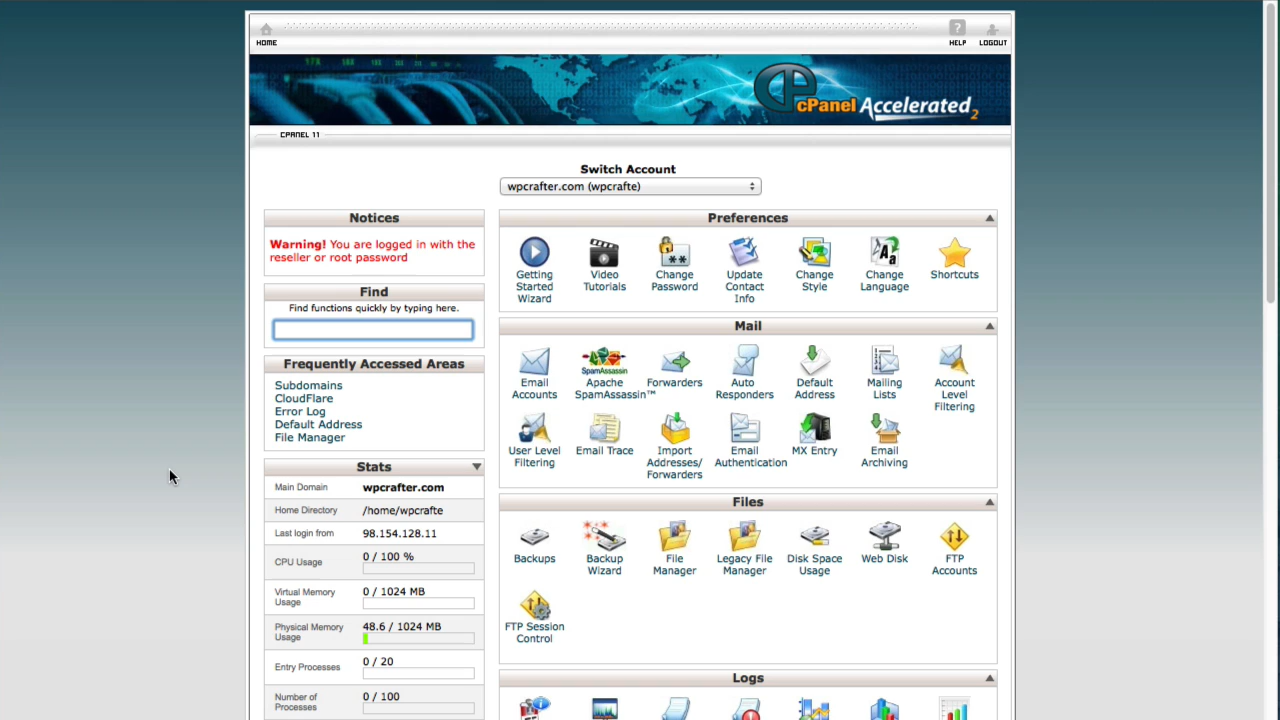 HOME
?
HELP
LOGOUT
cPanel Accelerated 2
CPANEL 11
Switch Account
wpcrafter.com (wpcrafte)
Notices
Warning! You are logged in with the
reseller or root password
Find
Find functions quickly by typing here.
Frequently Accessed Areas
Subdomains
CloudFlare
Error Log
Default Address
File Manager
Stats
Main Domain
wpcrafter.com
Home Directory
/home/wpcrafte
Last login from
98.154.128.11
CPU Usage
0 / 100 %
Virtual Memory
Usage
0 / 1024 MB
Physical Memory
Usage
48.6 / 1024 MB
Entry Processes
0 / 20
Number of
Processes
0 / 100
Preferences
Getting
Started
Wizard
Video
Tutorials
Change
Password
Update
Contact
Info
Change
Style
Change
Language
Shortcuts
Mail
Email
Accounts
SpamAssassin
Apache
SpamAssassin™
Forwarders
Auto
Responders
Default
Address
Mailing
Lists
Account
Level
Filtering
User Level
Filtering
Email Trace
Import
Addresses/
Forwarders
Email
Authentication
MX Entry
Email
Archiving
Files
Backups
Backup
Wizard
File
Manager
Legacy File
Manager
Disk Space
Usage
Web Disk
FTP
Accounts
FTP Session
Control
Logs